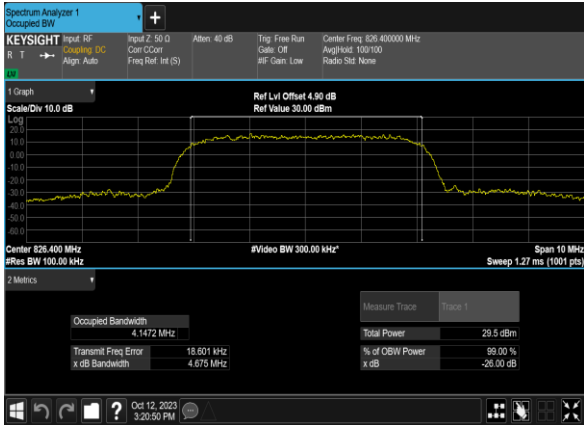 Spectrum Analyzer 1
Occupied BW
KEYSIGHT
R T
LXI
Input: RF
Coupling: DC
Align: Auto
Input Z: 50 Ω
Corr CCorr
Freq Ref: Int (S)
Atten: 40 dB
Trig: Free Run
Gate: Off
#IF Gain: Low
Center Freq: 826.400000 MHz
Avg|Hold: 100/100
Radio Std: None
1 Graph
Scale/Div 10.0 dB
Ref Lvl Offset 4.90 dB
Ref Value 30.00 dBm
Log
20.0
10.0
0.00
-10.0
-20.0
-30.0
-40.0
-50.0
-60.0
Center 826.400 MHz
#Res BW 100.00 kHz
#Video BW 300.00 kHz*
Span 10 MHz
Sweep 1.27 ms (1001 pts)
2 Metrics
Measure Trace Trace 1
Occupied Bandwidth
4.1472 MHz
Total Power 29.5 dBm
Transmit Freq Error 18.601 kHz
% of OBW Power 99.00 %
x dB Bandwidth 4.675 MHz
x dB -26.00 dB
?
Oct 12, 2023
3:20:50 PM